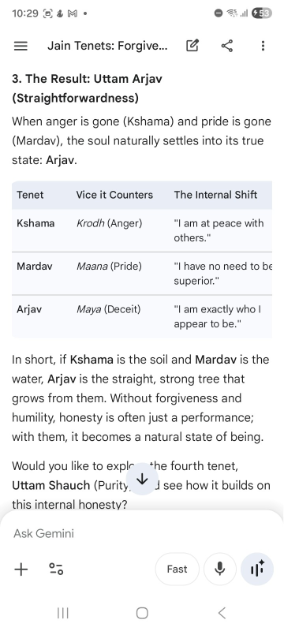 10:29
53
Jain Tenets: Forgive...
3. The Result: Uttam Arjav
(Straightforwardness)
When anger is gone (Kshama) and pride is gone
(Mardav), the soul naturally settles into its true
state: Arjav.
Tenet Vice it Counters The Internal Shift
Kshama Krodh (Anger) "I am at peace with
others."
Mardav Maana (Pride) "I have no need to be
superior."
Arjav Maya (Deceit) "I am exactly who I
appear to be."
In short, if Kshama is the soil and Mardav is the
water, Arjav is the straight, strong tree that
grows from them. Without forgiveness and
humility, honesty is often just a performance;
with them, it becomes a natural state of being.
Would you like to the fourth tenet,
Uttam Shauch (Purity, see how it builds on
this internal honesty?
Ask Gemini
Fast